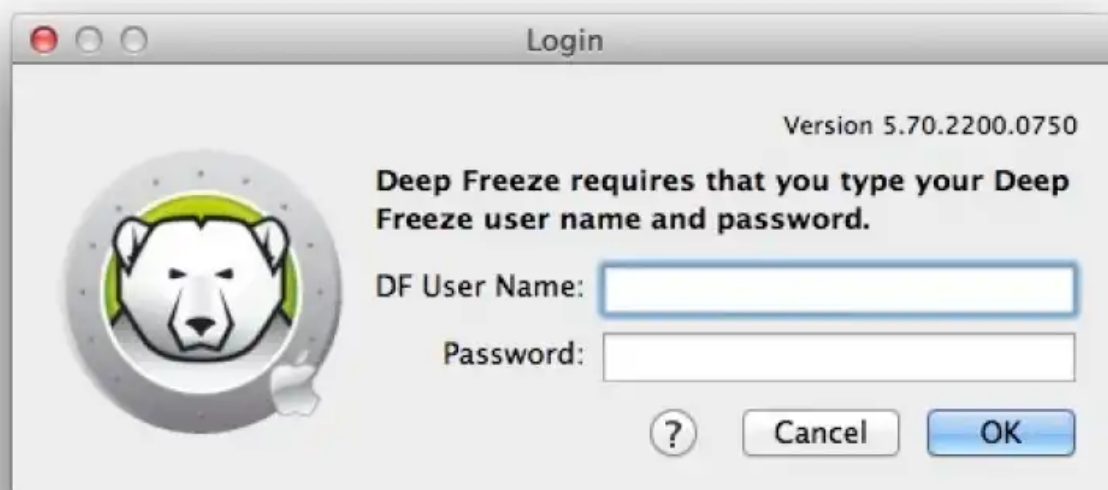 Login
Version 5.70.2200.0750
Deep Freeze requires that you type your Deep
Freeze user name and password.
DF User Name:
Password:
?
Cancel
OK